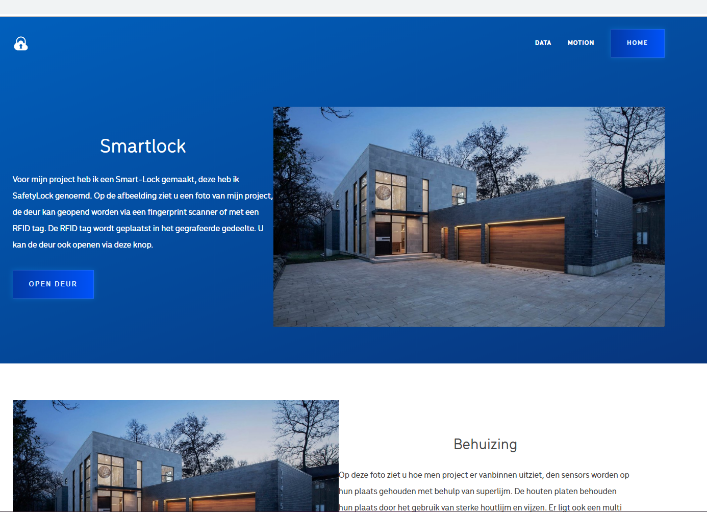 DATA MOTION HOME
Smartlock
Voor mijn project heb ik een Smart-Lock gemaakt, deze heb ik
SafetyLock genoemd. Op de afbeelding ziet u een foto van mijn project,
de deur kan geopend worden via een fingerprint scanner of met een
RFID tag. De RFID tag wordt geplaatst in het gegrafeerde gedeelte. U
kan de deur ook openen via deze knop.
OPEN DEUR
Behuizing
Op deze foto ziet u hoe men project er vanbinnen uitziet, den sensors worden op
hun plaats gehouden met behulp van superlijm. De houten platen behouden
hun plaats door het gebruik van sterke houtlijm en vijzen. Er ligt ook een multi